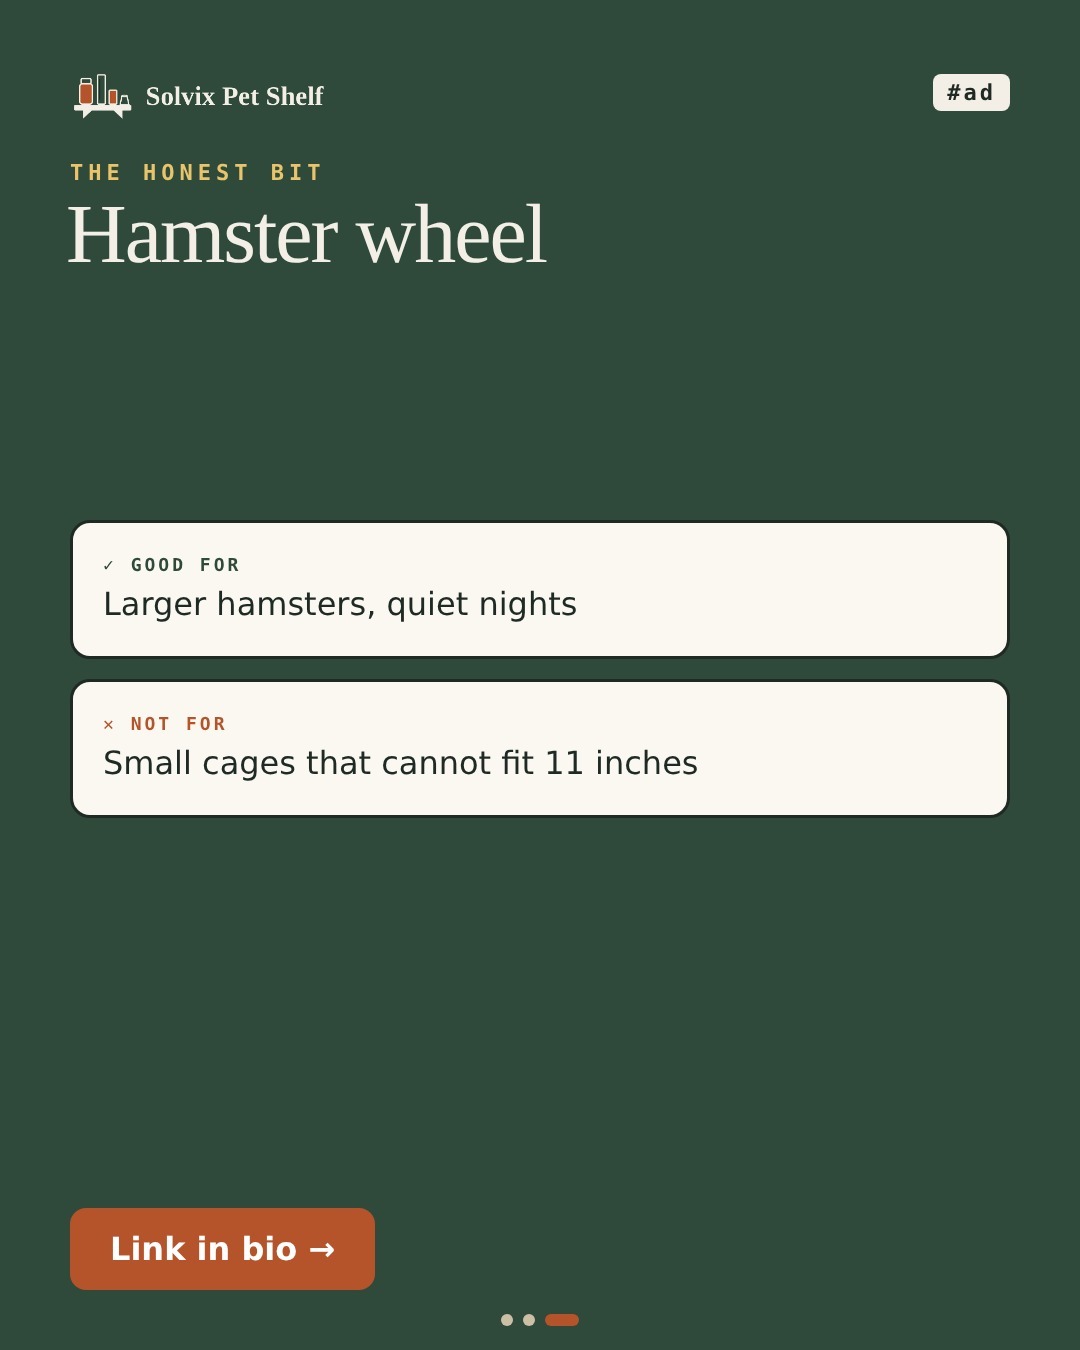 Solvix Pet Shelf
#ad
THE HONEST BIT
Hamster wheel
✓ GOOD FOR
Larger hamsters, quiet nights
✕ NOT FOR
Small cages that cannot fit 11 inches
Link in bio →